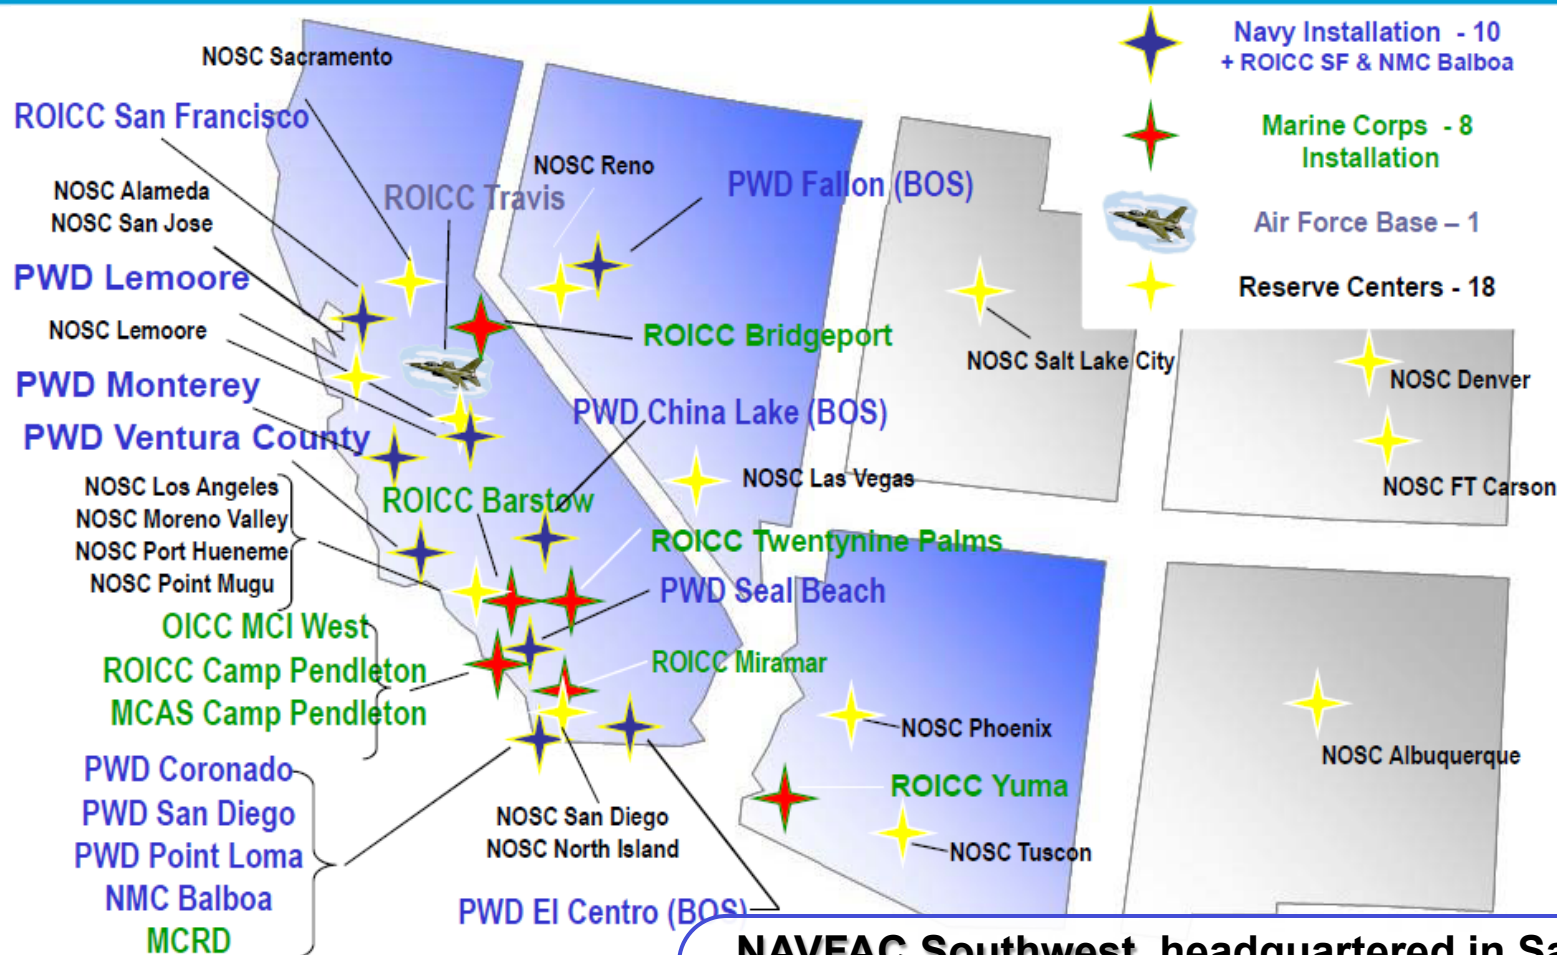 NOSC Sacramento
ROICC San Francisco
NOSC Alameda
NOSC San Jose
PWD Lemoore
NOSC Lemoore
PWD Monterey
PWD Ventura County
NOSC Los Angeles
NOSC Moreno Valley
NOSC Port Hueneme
NOSC Point Mugu
OICC MCI West
ROICC Camp Pendleton
MCAS Camp Pendleton
PWD Coronado
PWD San Diego
PWD Point Loma
NMC Balboa
MCRD
ROICC Travis
NOSC Reno
PWD Fallon (BOS)
ROICC Bridgeport
PWD China Lake (BOS)
NOSC Las Vegas
ROICC Barstow
ROICC Twentynine Palms
PWD Seal Beach
ROICC Miramar
NOSC San Diego
NOSC North Island
PWD El Centro (BOS)
NOSC Phoenix
ROICC Yuma
NOSC Tuscon
NOSC Salt Lake City
NOSC Denver
NOSC FT Carson
NOSC Albuquerque
Navy Installation - 10
+ ROICC SF & NMC Balboa
Marine Corps - 8
Installation
Air Force Base – 1
Reserve Centers - 18
NAVFAC Southwest, headquartered in Sa